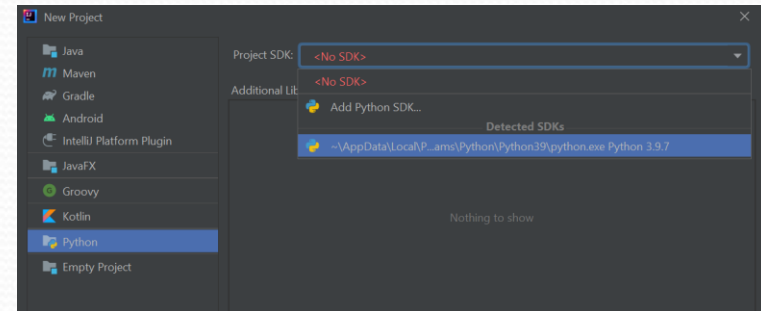 New Project
Java
Maven
Gradle
Android
IntelliJ Platform Plugin
JavaFX
Groovy
Kotlin
Python
Empty Project
Project SDK: <No SDK>
<No SDK>
Additional Lib
Add Python SDK...
Detected SDKs
~\AppData\Local\P...ams\Python\Python39\python.exe Python 3.9.7
Nothing to show